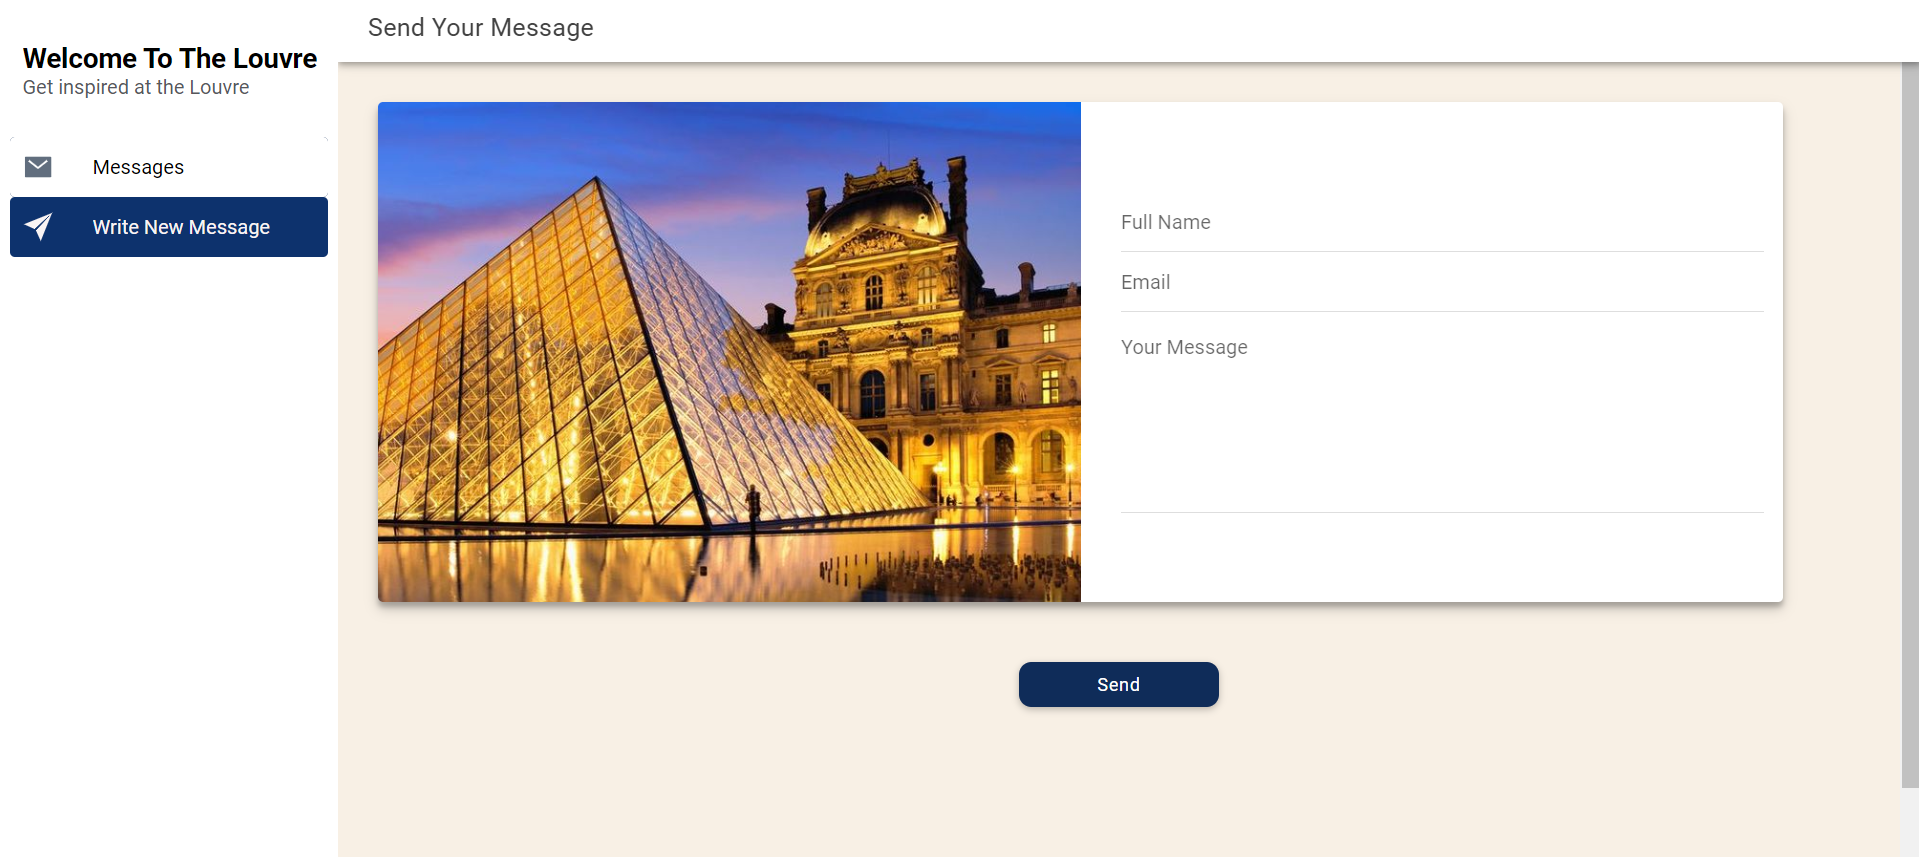 Welcome To The Louvre
Get inspired at the Louvre
Messages
Write New Message
Send Your Message
Full Name
Email
Your Message
Send